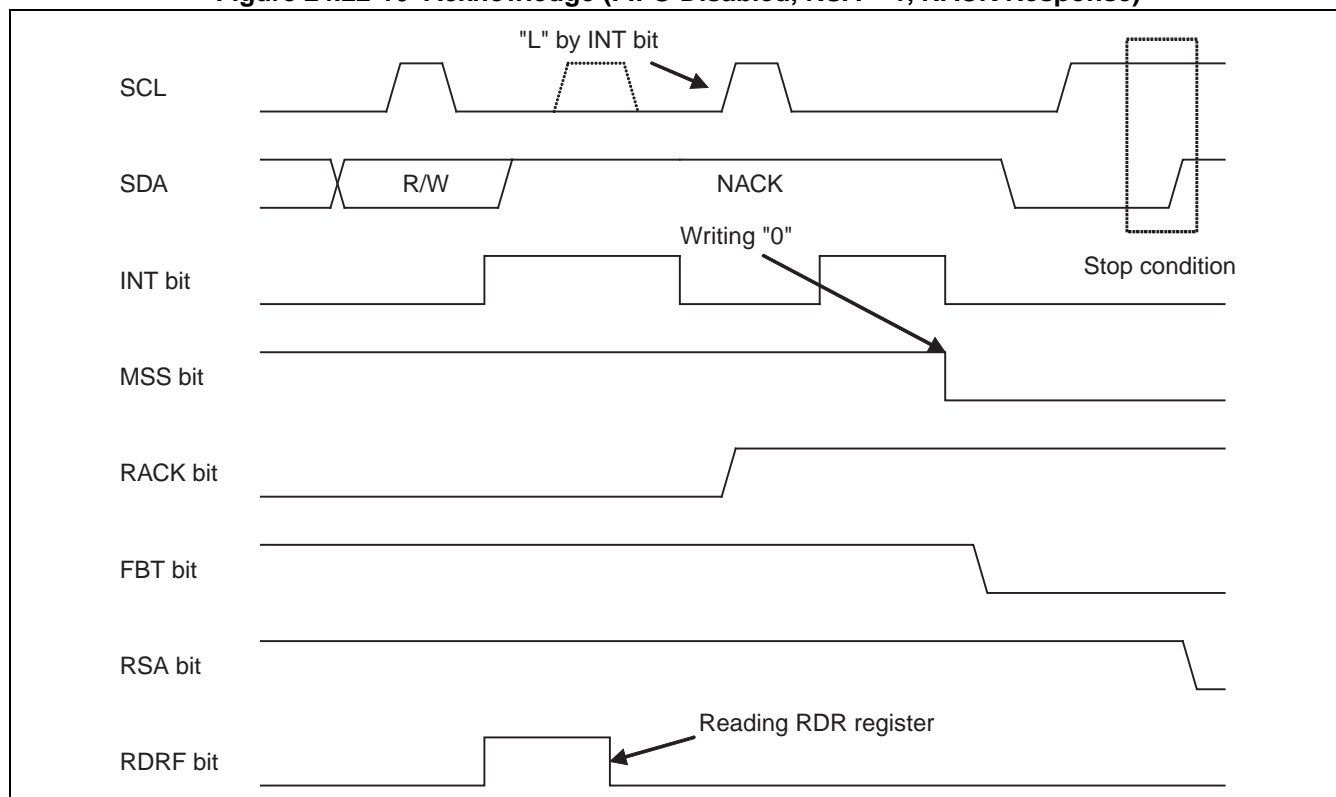 "L" by INT bit
SCL
SDA
R/W
NACK
Writing "0"
Stop condition
INT bit
MSS bit
RACK bit
FBT bit
RSA bit
Reading RDR register
RDRF bit